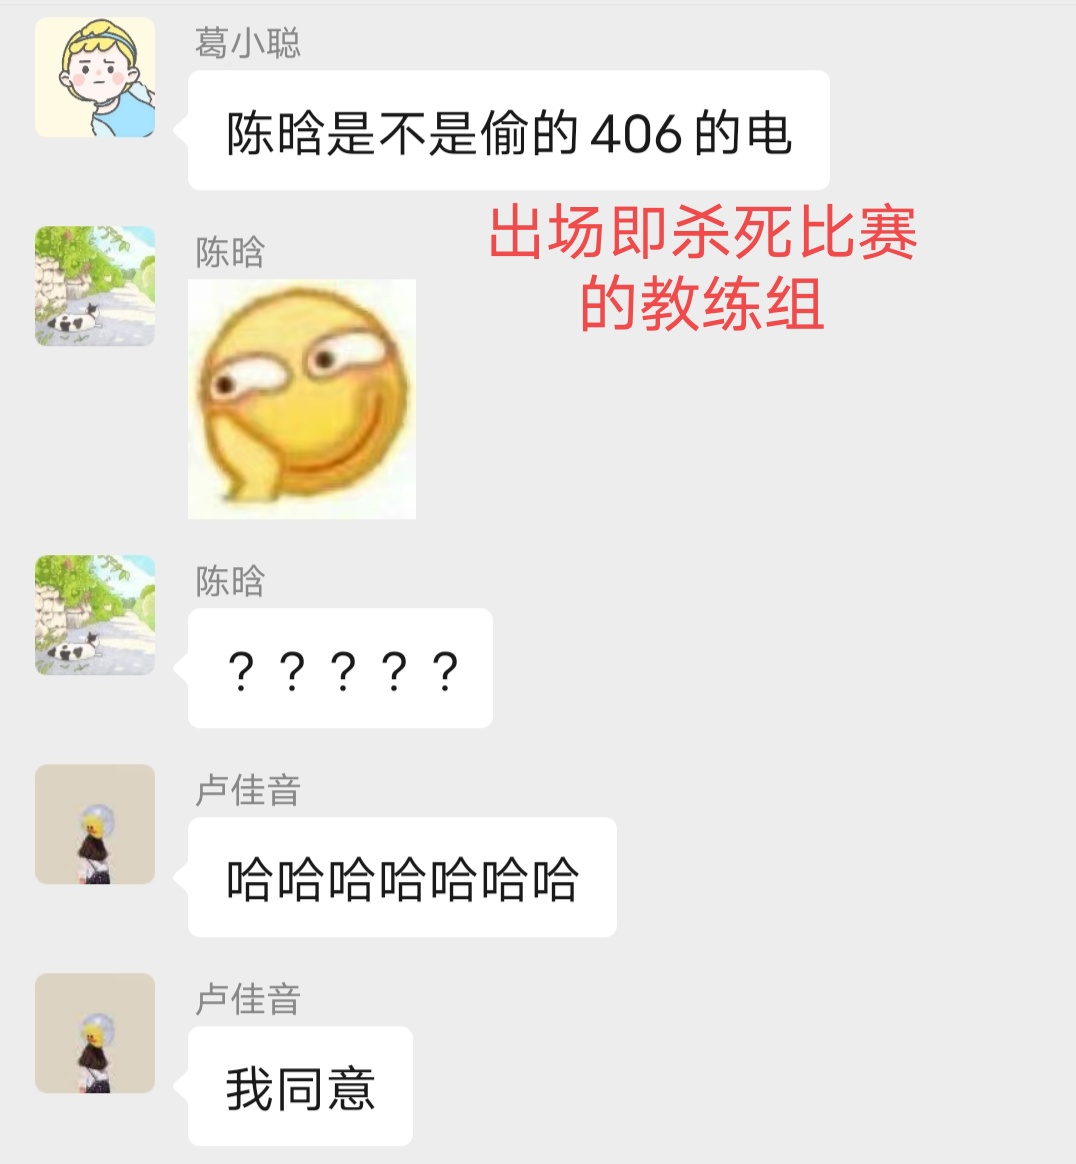 葛小聪
陈晗是不是偷的406的电
出场即杀死比赛
的教练组
陈晗
陈晗
？？？？？
卢佳音
哈哈哈哈哈哈哈
卢佳音
我同意